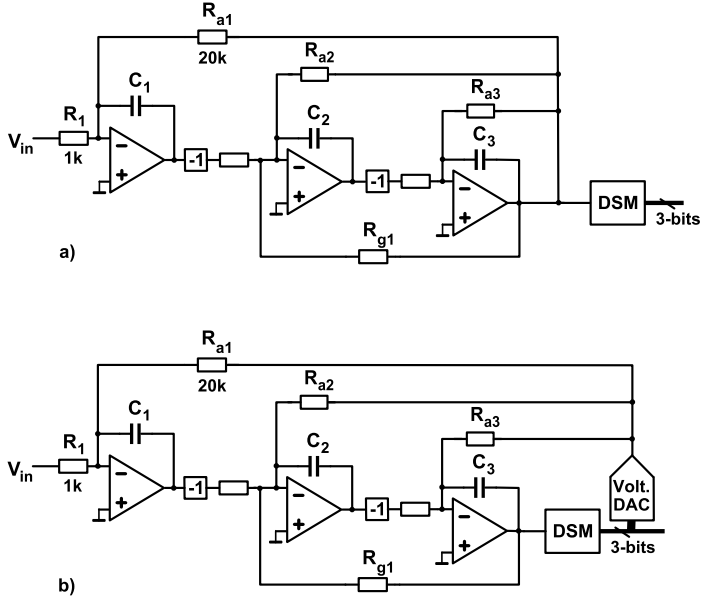 Ra1
20k
Ra2
C1
Ra3
R1
C2
Vin
-1
C3
1k
-1
DSM
3-bits
Rg1
a)
Ra1
20k
Ra2
C1
Ra3
R1
C2
Vin
-1
C3
Volt.
DAC
1k
-1
DSM
3-bits
Rg1
b)